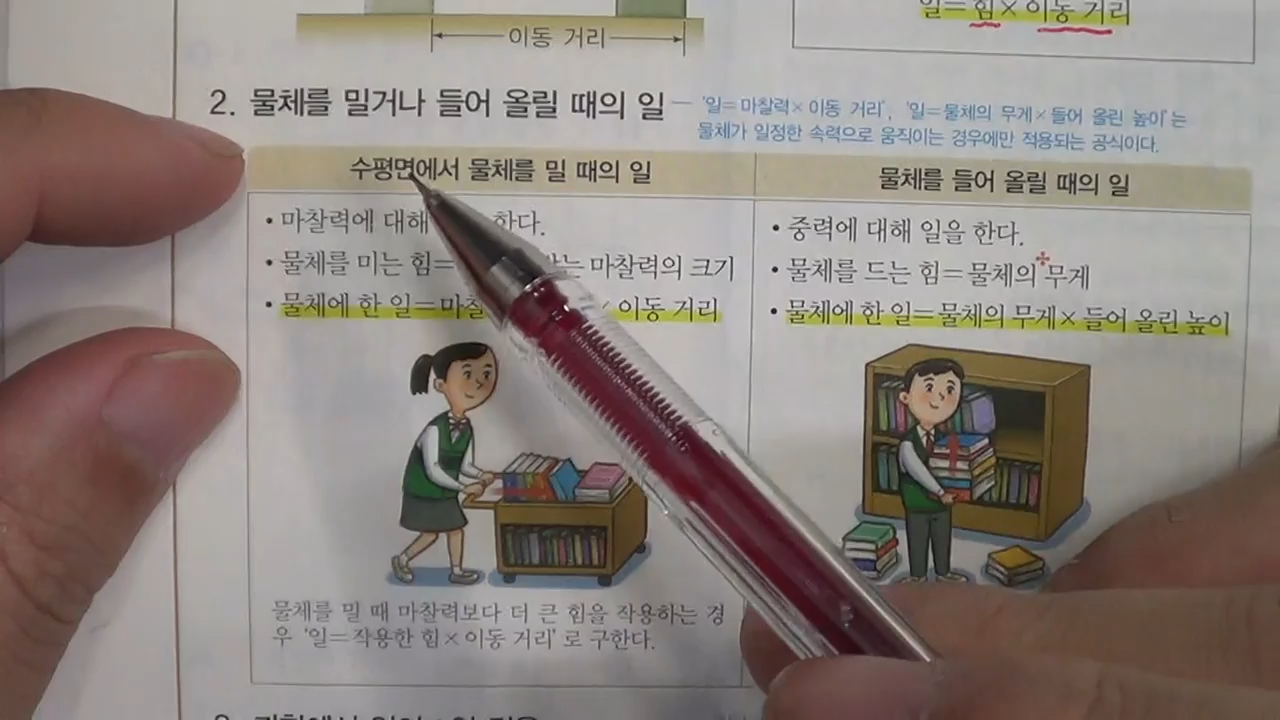 일=힘×이동 거리
이동 거리
2. 물체를 밀거나 들어 올릴 때의 일
'일=마찰력×이동 거리', '일=물체의 무게×들어 올린 높이'는
물체가 일정한 속력으로 움직이는 경우에만 적용되는 공식이다.
수평면에서 물체를 밀 때의 일
• 마찰력에 대해 한다.
• 물체를 미는 힘= 마찰력의 크기
• 물체에 한 일= × 이동 거리
물체를 밀 때 마찰력보다 더 큰 힘을 작용하는 경
우 '일=작용한 힘×이동 거리'로 구한다.
물체를 들어 올릴 때의 일
• 중력에 대해 일을 한다.
• 물체를 드는 힘=물체의 무게
• 물체에 한 일=물체의 무게×들어 올린 높이